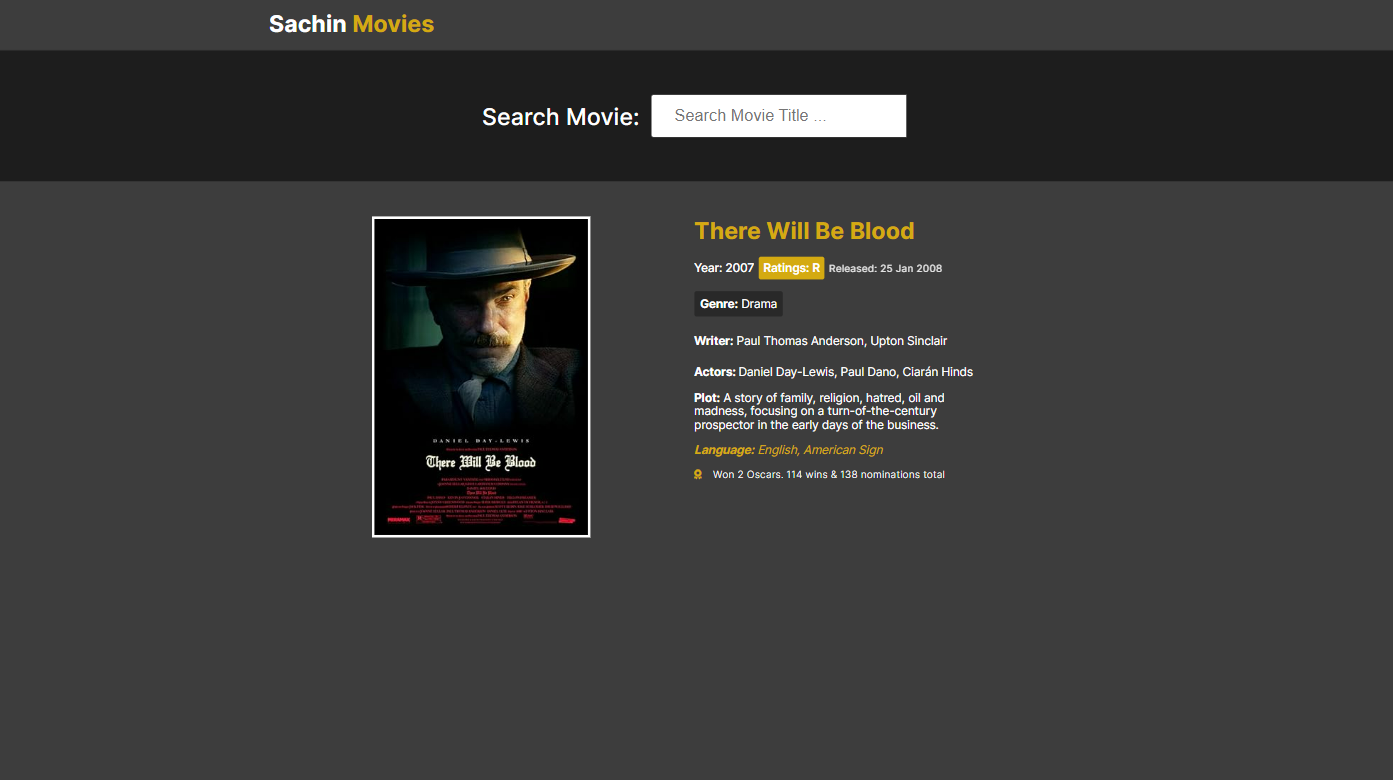 Sachin Movies
Search Movie: Search Movie Title ...
There Will Be Blood
Year: 2007 Ratings: R Released: 25 Jan 2008
Genre: Drama
Writer: Paul Thomas Anderson, Upton Sinclair
Actors: Daniel Day-Lewis, Paul Dano, Ciarán Hinds
Plot: A story of family, religion, hatred, oil and
madness, focusing on a turn-of-the-century
prospector in the early days of the business.
Language: English, American Sign
Won 2 Oscars. 114 wins & 138 nominations total
DANIEL DAY-LEWIS
There Will Be Blood